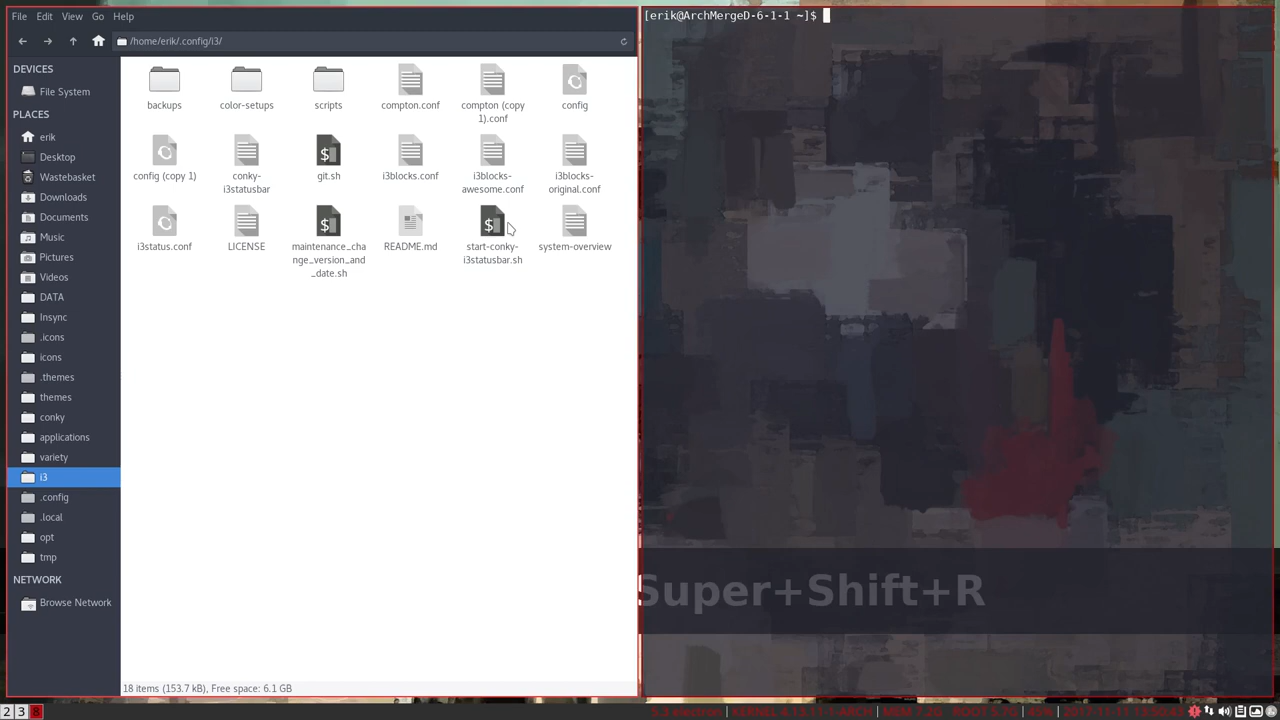 File Edit View Go Help
/home/erik/.config/i3/
DEVICES
File System
PLACES
erik
Desktop
Wastebasket
Downloads
Documents
Music
Pictures
Videos
DATA
Insync
.icons
icons
.themes
themes
conky
applications
variety
i3
.config
.local
opt
tmp
NETWORK
Browse Network
backups
color-setups
scripts
compton.conf
compton (copy
1).conf
config
config (copy 1)
conky-
i3statusbar
git.sh
i3blocks.conf
i3blocks-
awesome.conf
i3blocks-
original.conf
i3status.conf
LICENSE
maintenance_cha
nge_version_and
_date.sh
README.md
start-conky-
i3statusbar.sh
system-overview
18 items (153.7 kB), Free space: 6.1 GB
[erik@ArchMergeD-6-1-1 ~]$
Super+Shift+R
2 3 8